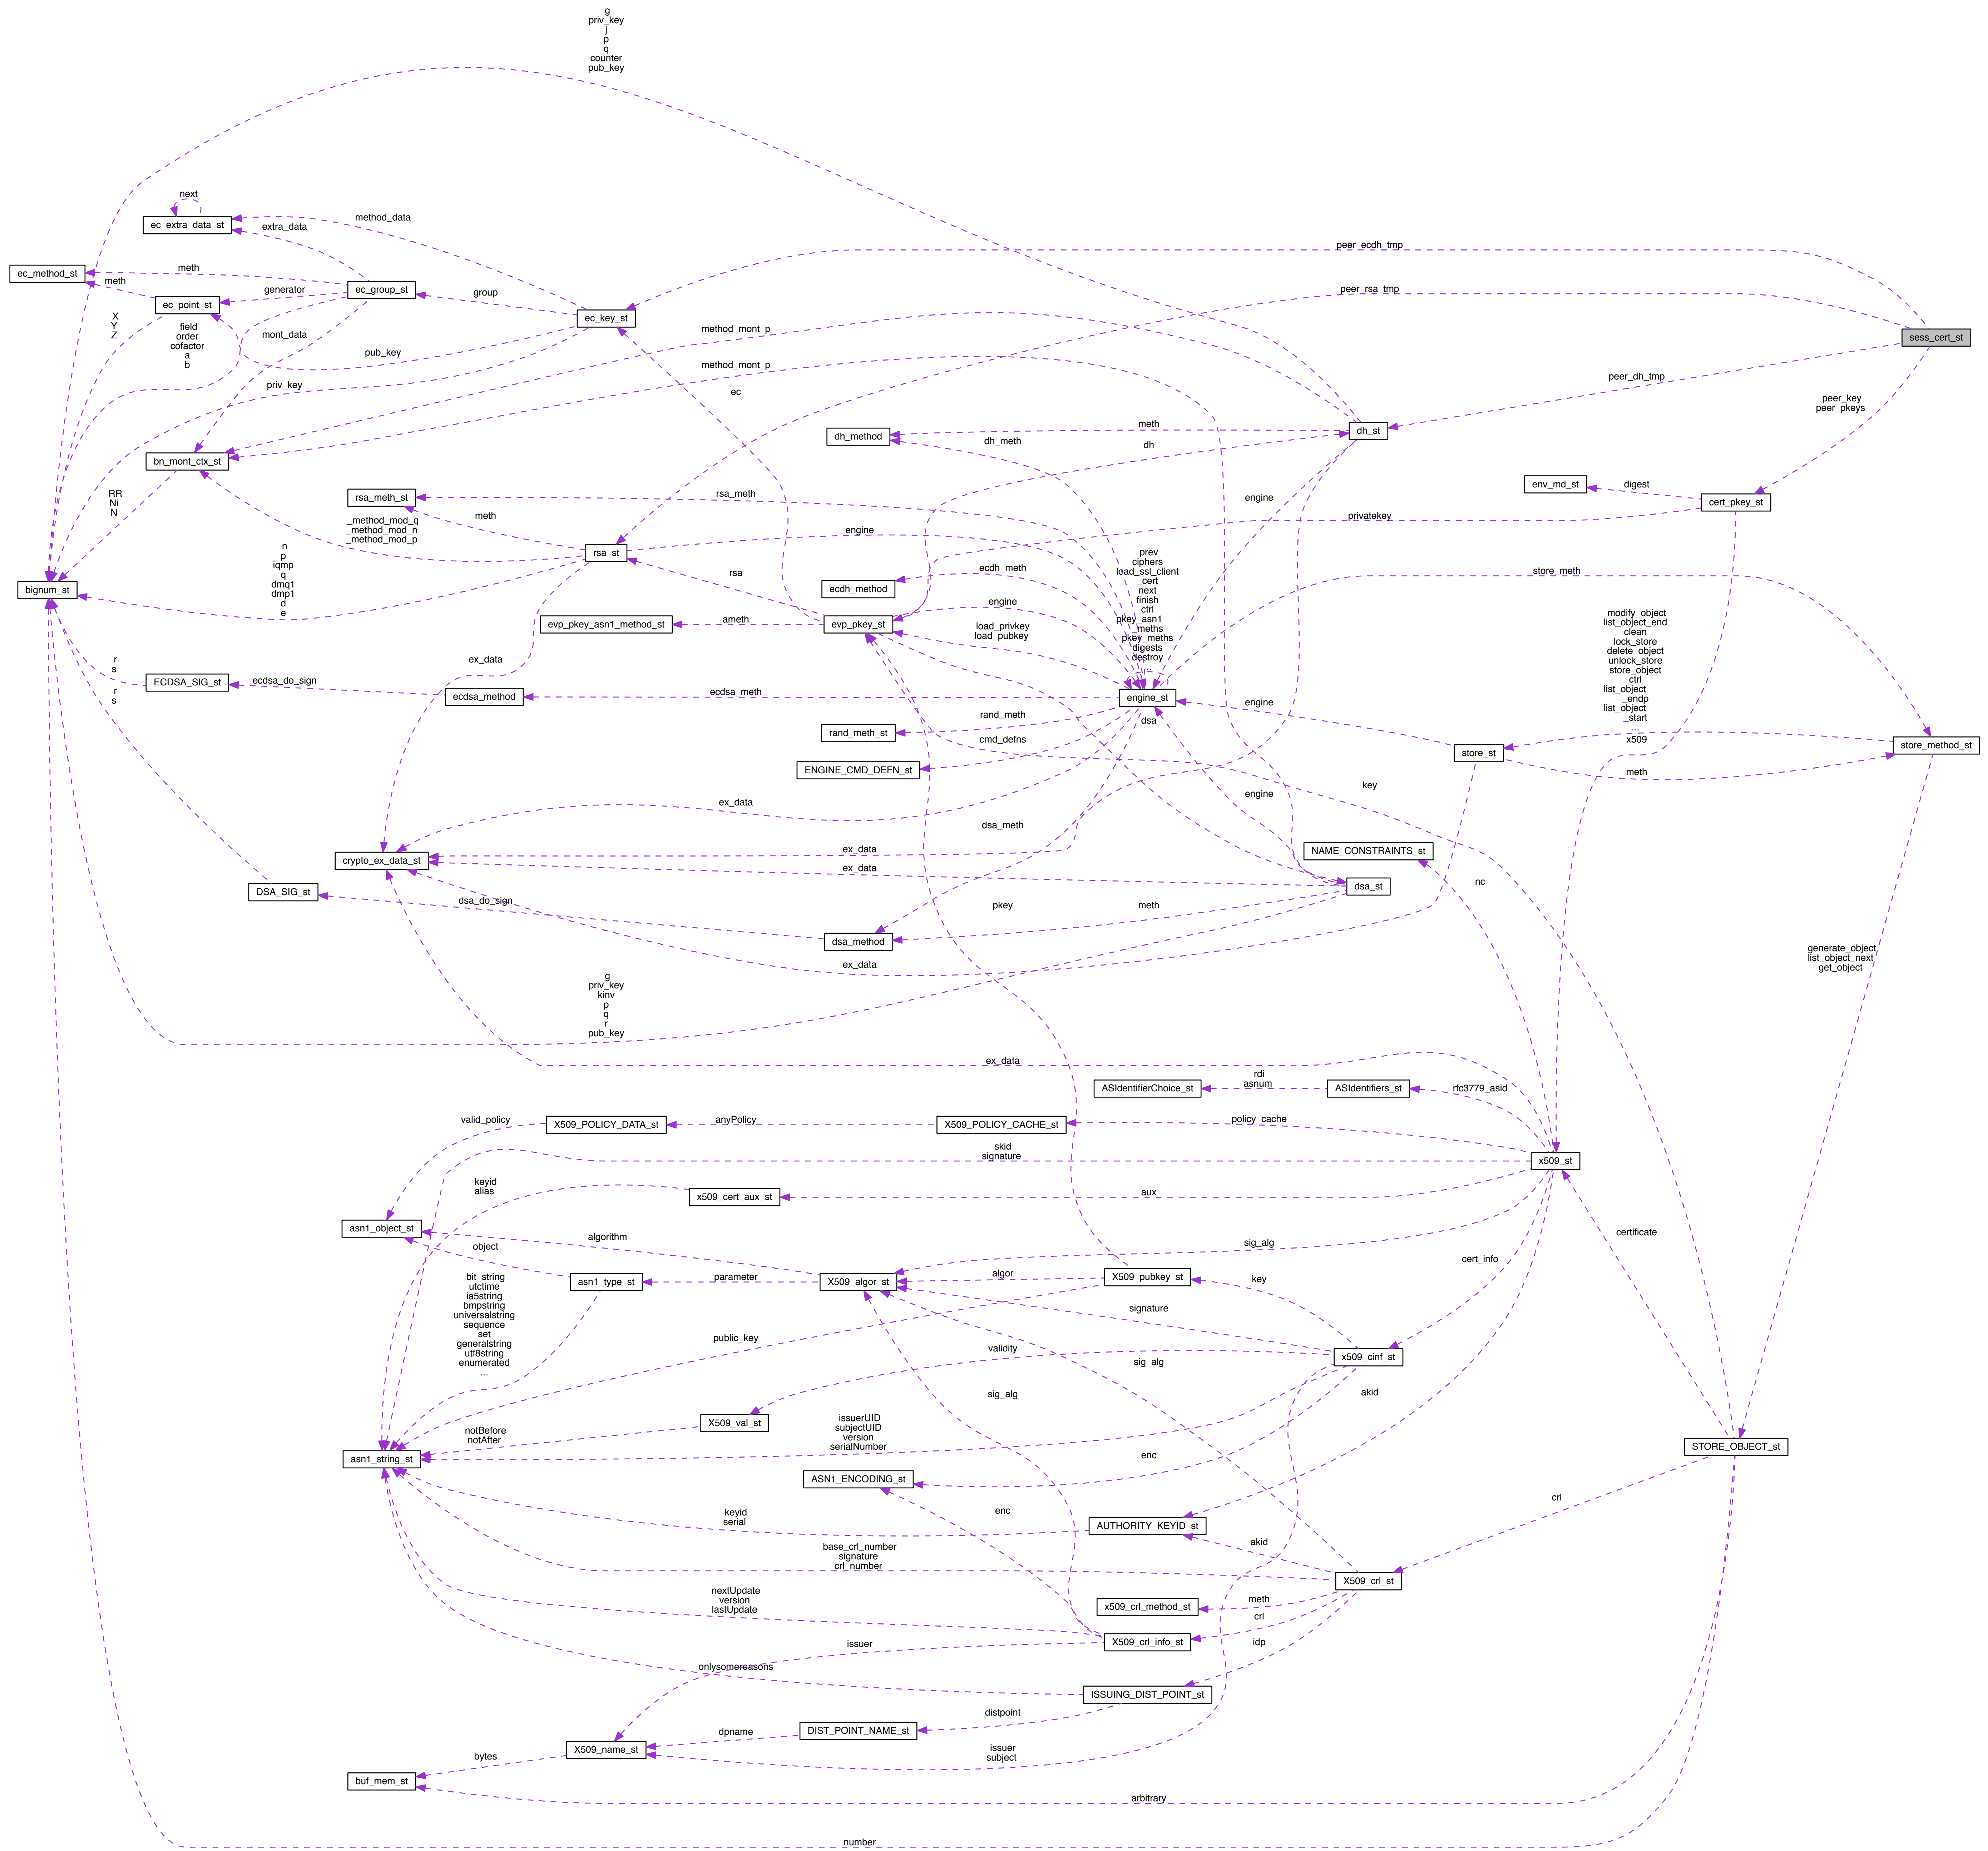 g
priv_key
j
p
q
counter
pub_key
next
ec_extra_data_st
method_data
extra_data
peer_ecdh_tmp
ec_method_st
meth
meth
generator
ec_group_st
group
peer_rsa_tmp
ec_point_st
ec_key_st
X
Y
Z
field
order
cofactor
a
b
mont_data
pub_key
method_mont_p
sess_cert_st
method_mont_p
priv_key
ec
peer_dh_tmp
peer_key
peer_pkeys
dh_method
meth
dh_st
dh_meth
dh
bn_mont_ctx_st
RR
Ni
N
rsa_meth_st
rsa_meth
engine
env_md_st
digest
cert_pkey_st
meth
privatekey
_method_mod_q
_method_mod_n
_method_mod_p
rsa_st
engine
n
p
iqmp
q
dmq1
dmp1
d
e
prev
ciphers
load_ssl_client
_cert
next
finish
ctrl
pkey_asn1
_meths
pkey_meths
digests
destroy
...
store_meth
bignum_st
ecdh_method
ecdh_meth
rsa
engine
evp_pkey_asn1_method_st
ameth
evp_pkey_st
load_privkey
load_pubkey
modify_object
list_object_end
clean
lock_store
delete_object
unlock_store
store_object
ctrl
list_object
_endp
list_object
_start
...
x509
r
s
ex_data
ECDSA_SIG_st
ecdsa_do_sign
ecdsa_method
ecdsa_meth
engine_st
r
s
engine
rand_meth_st
rand_meth
dsa
cmd_defns
store_method_st
store_st
meth
ENGINE_CMD_DEFN_st
key
engine
ex_data
dsa_meth
NAME_CONSTRAINTS_st
crypto_ex_data_st
ex_data
ex_data
nc
DSA_SIG_st
dsa_do_sign
dsa_st
pkey
meth
dsa_method
generate_object
list_object_next
get_object
ex_data
g
priv_key
kinv
p
q
r
pub_key
ex_data
ASIdentifierChoice_st
rdi
asnum
ASIdentifiers_st
rfc3779_asid
valid_policy
X509_POLICY_DATA_st
anyPolicy
X509_POLICY_CACHE_st
policy_cache
skid
signature
x509_st
keyid
alias
x509_cert_aux_st
aux
asn1_object_st
algorithm
certificate
object
sig_alg
cert_info
bit_string
utctime
ia5string
bmpstring
universalstring
sequence
set
generalstring
utf8string
enumerated
...
asn1_type_st
parameter
X509_algor_st
algor
X509_pubkey_st
key
signature
public_key
validity
sig_alg
x509_cinf_st
akid
sig_alg
X509_val_st
issuerUID
subjectUID
version
serialNumber
notBefore
notAfter
asn1_string_st
STORE_OBJECT_st
enc
ASN1_ENCODING_st
crl
enc
keyid
serial
AUTHORITY_KEYID_st
akid
base_crl_number
signature
crl_number
X509_crl_st
nextUpdate
version
lastUpdate
x509_crl_method_st
meth
crl
X509_crl_info_st
issuer
idp
onlysomereasons
ISSUING_DIST_POINT_st
distpoint
DIST_POINT_NAME_st
dpname
X509_name_st
issuer
subject
bytes
buf_mem_st
arbitrary
number